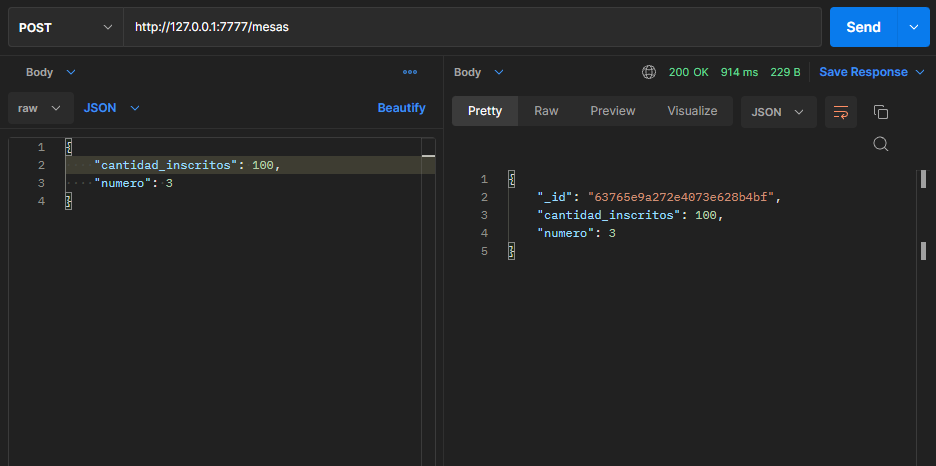 POST http://127.0.0.1:7777/mesas Send
Body
raw JSON Beautify
1 {
2 "cantidad_inscritos": 100,
3 "numero": 3
4 }
Body 200 OK 914 ms 229 B Save Response
Pretty Raw Preview Visualize JSON
1 {
2 "_id": "63765e9a272e4073e628b4bf",
3 "cantidad_inscritos": 100,
4 "numero": 3
5 }